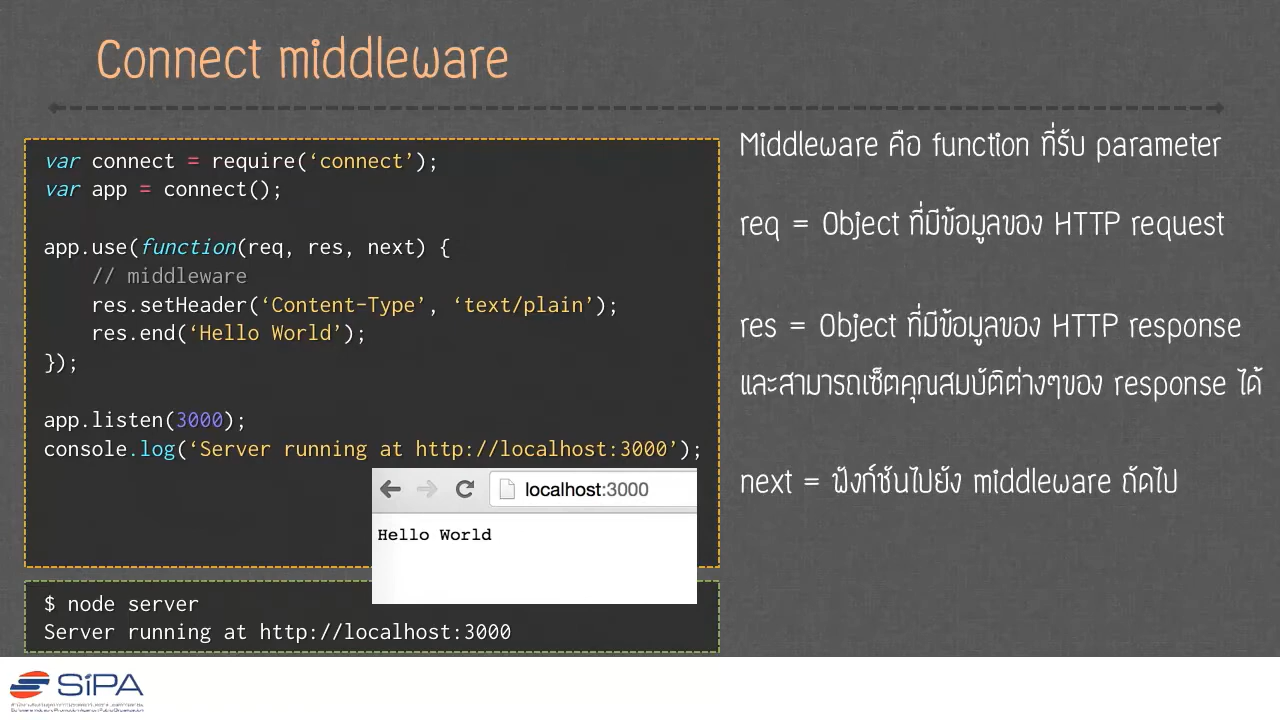 Connect middleware
var connect = require(‘connect’);
var app = connect();
app.use(function(req, res, next) {
// middleware
res.setHeader(‘Content-Type’, ‘text/plain’);
res.end(‘Hello World’);
});
app.listen(3000);
console.log(‘Server running at http://localhost:3000’);
localhost:3000
Hello World
$ node server
Server running at http://localhost:3000
Middleware คือ function ที่รับ parameter
req = Object ที่มีข้อมูลของ HTTP request
res = Object ที่มีข้อมูลของ HTTP response
และสามารถเซ็ตคุณสมบัติต่างๆของ response ได้
next = ฟังก์ชันไปยัง middleware ถัดไป
SiPA